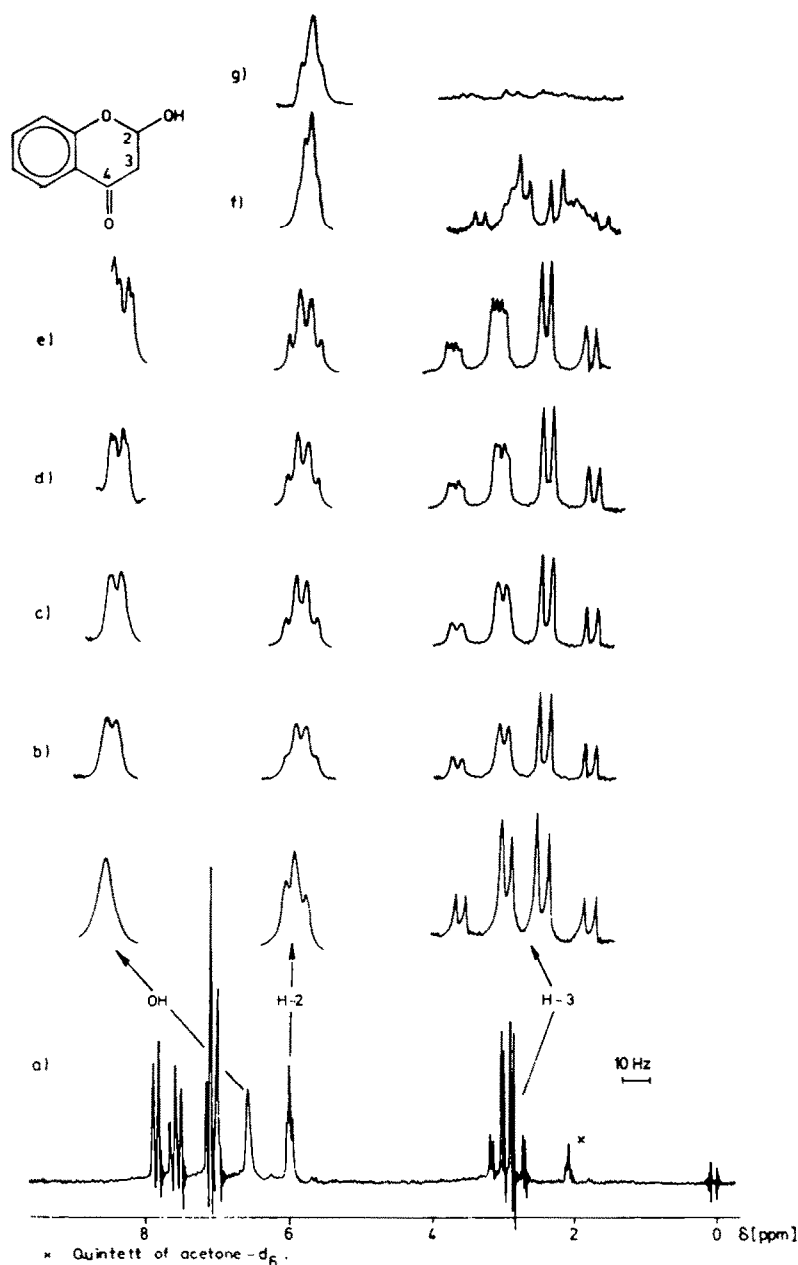 g)
O
2
OH
3
4
O
f)
e)
d)
c)
b)
OH
H-2
H-3
a)
10 Hz
×
8
6
4
2
0
δ[ppm]
× Quintett of acetone-d₆.